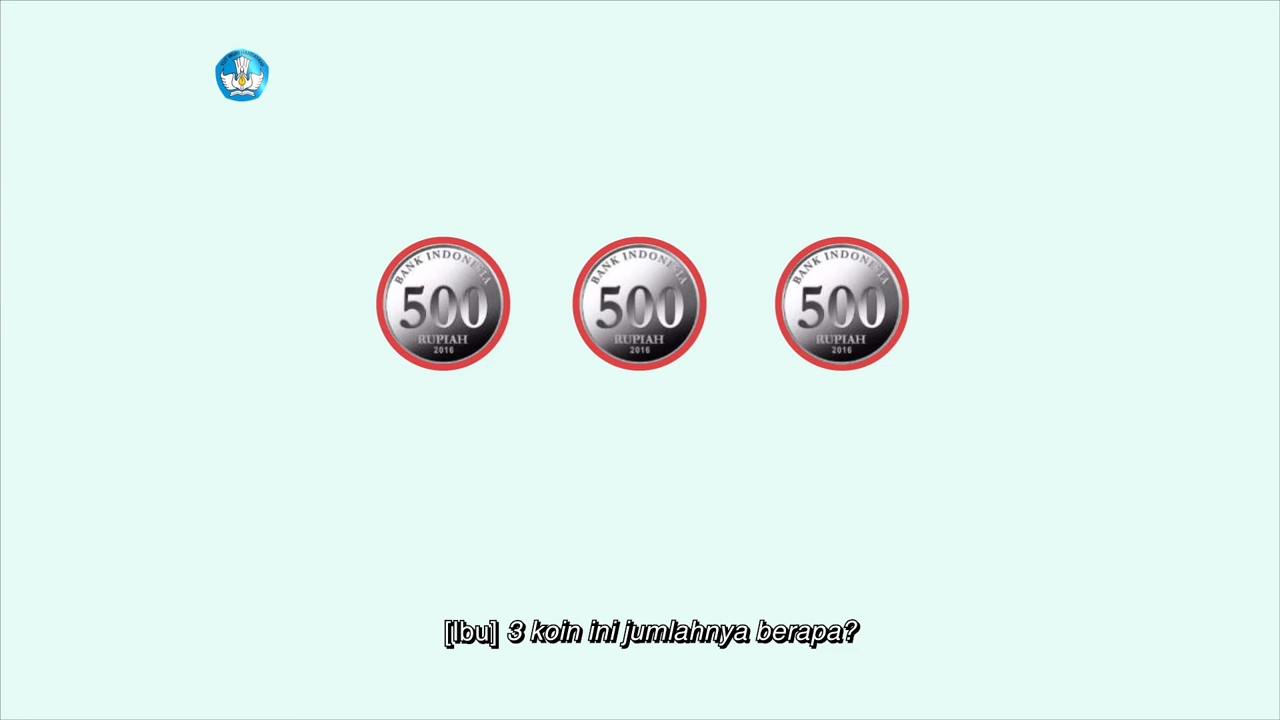 BANK INDONESIA
500
RUPIAH
2016
BANK INDONESIA
500
RUPIAH
2016
BANK INDONESIA
500
RUPIAH
2016
[Ibu] 3 koin ini jumlahnya berapa?